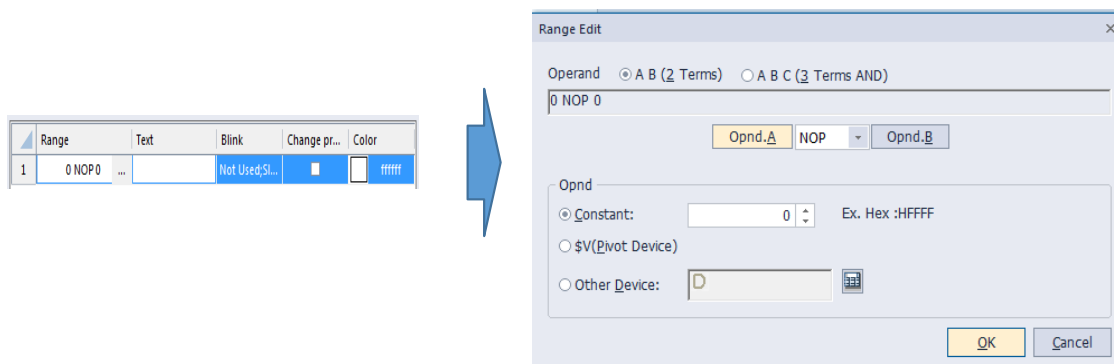 Range Text Blink Change pr... Color
1 0 NOP 0 ... Not Used;Sl... ffffff
Range Edit
Operand A B (2 Terms) A B C (3 Terms AND)
0 NOP 0
Opnd.A NOP Opnd.B
Opnd
Constant: 0 Ex. Hex :HFFFF
$V(Pivot Device)
Other Device: D
OK Cancel